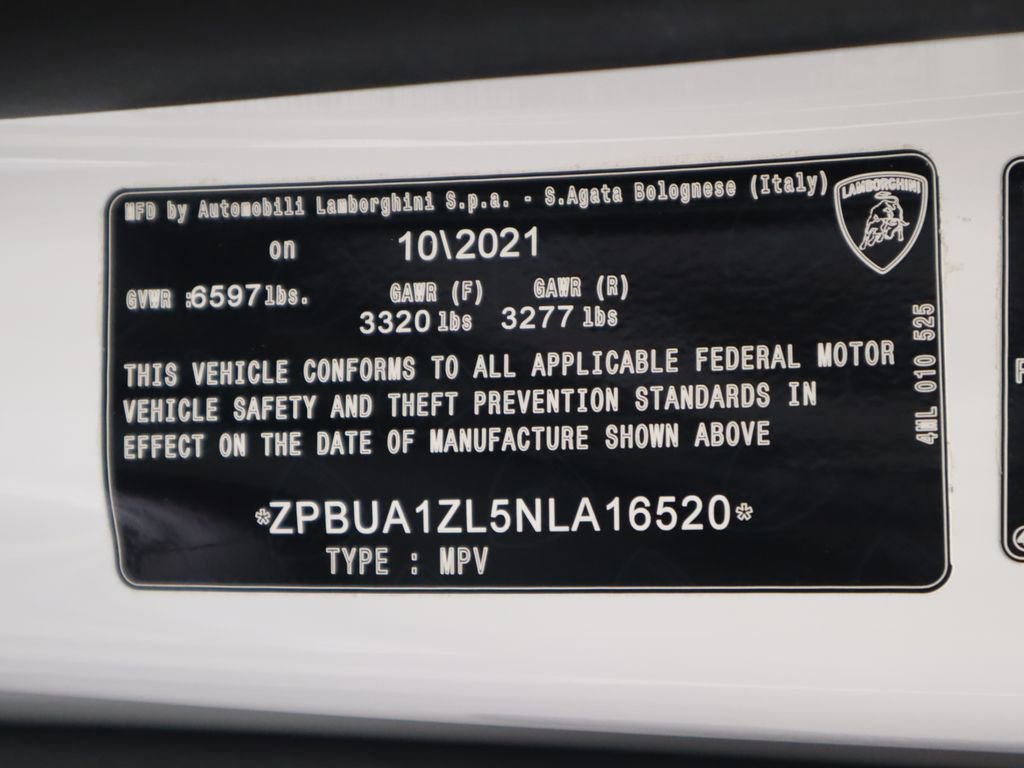 MFD by Automobili Lamborghini S.p.a. - S.Agata Bolognese (Italy)
LAMBORGHINI
on 10\2021
GVWR :6597lbs. GAWR (F) GAWR (R)
3320 lbs 3277 lbs
THIS VEHICLE CONFORMS TO ALL APPLICABLE FEDERAL MOTOR
VEHICLE SAFETY AND THEFT PREVENTION STANDARDS IN
EFFECT ON THE DATE OF MANUFACTURE SHOWN ABOVE
4ML 010 525
*ZPBUA1ZL5NLA16520*
TYPE : MPV